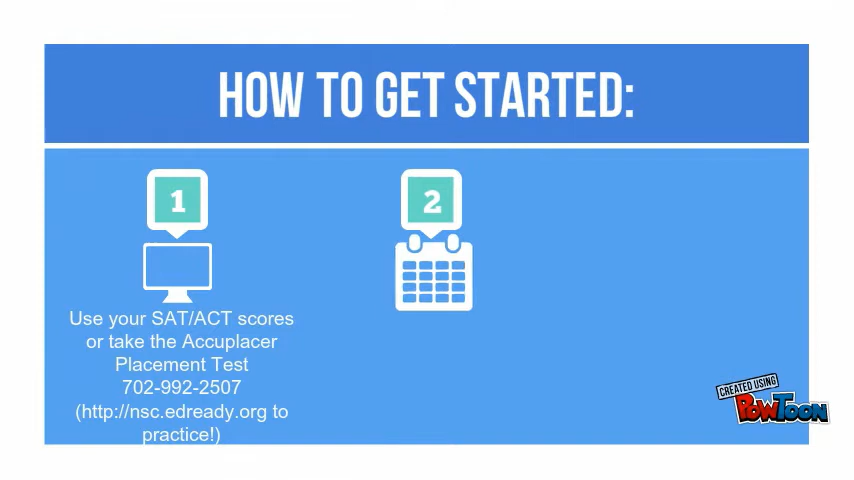 HOW TO GET STARTED:
1
2
Use your SAT/ACT scores
or take the Accuplacer
Placement Test
702-992-2507
(http://nsc.edready.org to
practice!)
CREATED USING
POWTOON